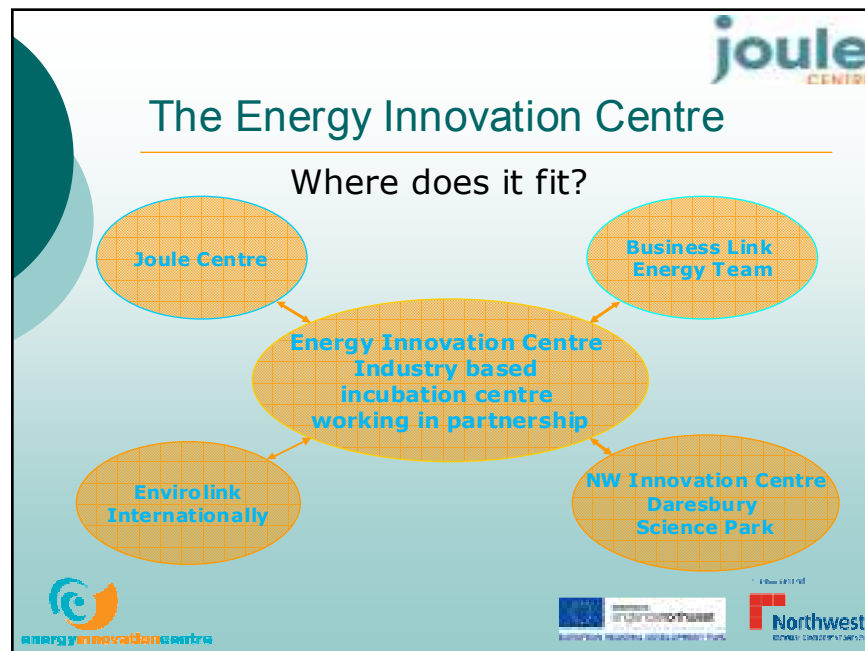 joule
CENTRE
The Energy Innovation Centre
Where does it fit?
Joule Centre
Business Link
Energy Team
Energy Innovation Centre
Industry based
incubation centre
working in partnership
Envirolink
Internationally
NW Innovation Centre
Daresbury
Science Park
energyinnovationcentre
Northwest